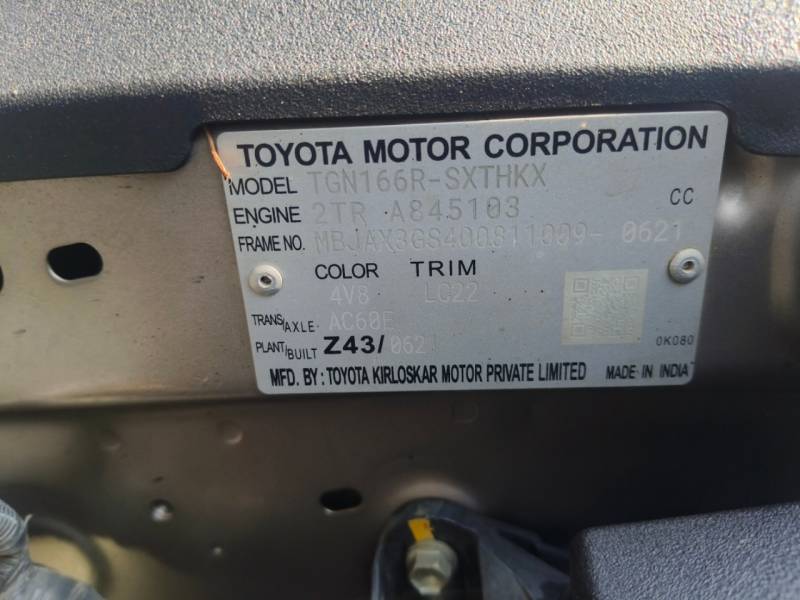 TOYOTA MOTOR CORPORATION
MODEL TGN166R-SXTHKX
ENGINE 2TR A845103 CC
FRAME NO. MBJAX3GS400811009- 0621
COLOR TRIM
4V8 LC22
TRANS/AXLE AC60E
PLANT/BUILT Z43/0621
0K080
MFD. BY : TOYOTA KIRLOSKAR MOTOR PRIVATE LIMITED MADE IN INDIA